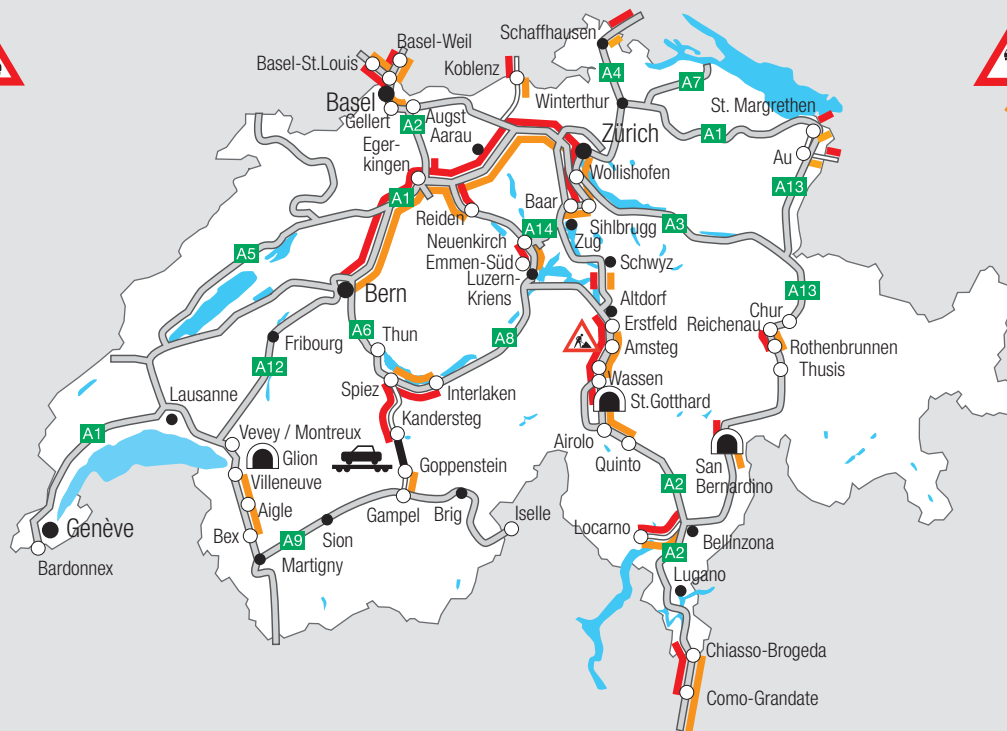 Schaffhausen
Basel-Weil
Basel-St.Louis
Koblenz
A4
A7
Basel
Winterthur
St. Margrethen
Gellert
A2
Augst
Zürich
A1
Aarau
Eger-
kingen
Au
Wollishofen
A13
A1
Baar
Reiden
A14
Sihlbrugg
A3
Neuenkirch
Zug
A5
Emmen-Süd
Schwyz
Luzern-
Kriens
Bern
A13
Altdorf
Chur
Erstfeld
Reichenau
A6
Thun
A8
Fribourg
Amsteg
Rothenbrunnen
A12
Thusis
Wassen
Spiez
Interlaken
Lausanne
St.Gotthard
Kandersteg
A1
Vevey / Montreux
Airolo
Glion
Quinto
San
Bernardino
Goppenstein
Villeneuve
A2
Aigle
Gampel
Brig
Iselle
Genève
Locarno
Bex
Sion
A9
Bellinzona
A2
Martigny
Bardonnex
Lugano
Chiasso-Brogeda
Como-Grandate